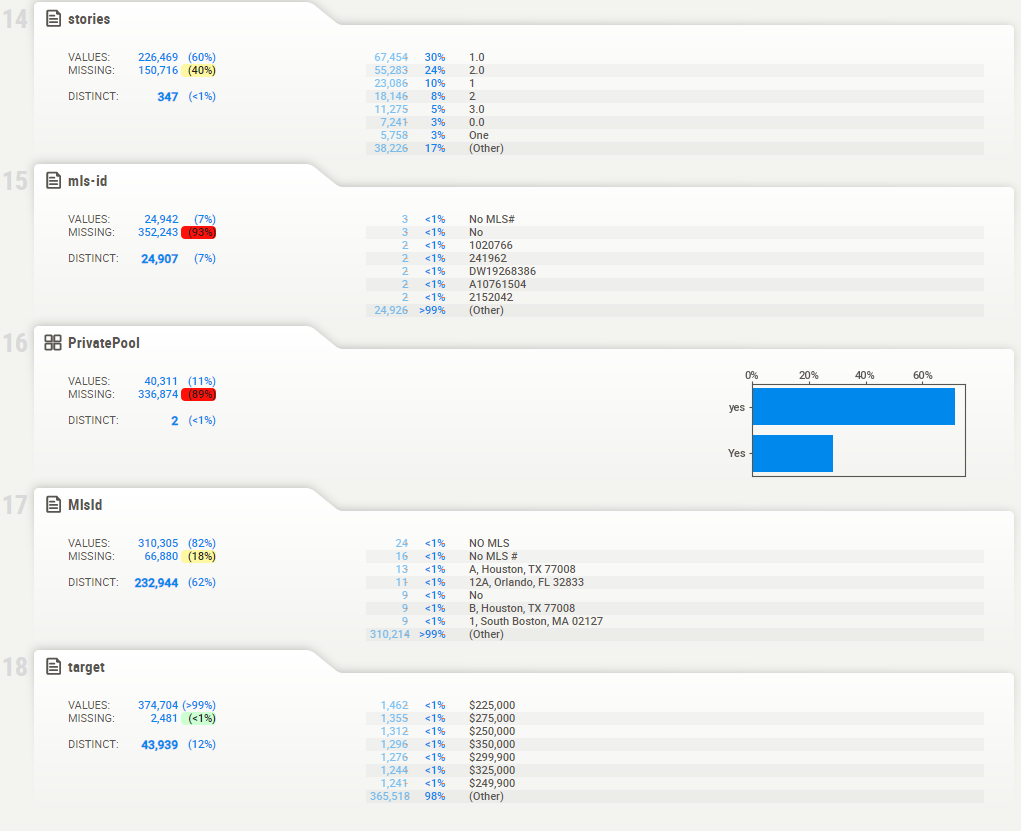 14 stories
VALUES: 226,469 (60%)
MISSING: 150,716 (40%)
DISTINCT: 347 (<1%)
67,454 30% 1.0
55,283 24% 2.0
23,086 10% 1
18,146 8% 2
11,275 5% 3.0
7,241 3% 0.0
5,758 3% One
38,226 17% (Other)
15 mls-id
VALUES: 24,942 (7%)
MISSING: 352,243 (93%)
DISTINCT: 24,907 (7%)
3 <1% No MLS#
3 <1% No
2 <1% 1020766
2 <1% 241962
2 <1% DW19268386
2 <1% A10761504
2 <1% 2152042
24,926 >99% (Other)
16 PrivatePool
VALUES: 40,311 (11%)
MISSING: 336,874 (89%)
DISTINCT: 2 (<1%)
0% 20% 40% 60%
yes
Yes
17 MlsId
VALUES: 310,305 (82%)
MISSING: 66,880 (18%)
DISTINCT: 232,944 (62%)
24 <1% NO MLS
16 <1% No MLS #
13 <1% A, Houston, TX 77008
11 <1% 12A, Orlando, FL 32833
9 <1% No
9 <1% B, Houston, TX 77008
9 <1% 1, South Boston, MA 02127
310,214 >99% (Other)
18 target
VALUES: 374,704 (>99%)
MISSING: 2,481 (<1%)
DISTINCT: 43,939 (12%)
1,462 <1% $225,000
1,355 <1% $275,000
1,312 <1% $250,000
1,296 <1% $350,000
1,276 <1% $299,900
1,244 <1% $325,000
1,241 <1% $249,900
365,518 98% (Other)